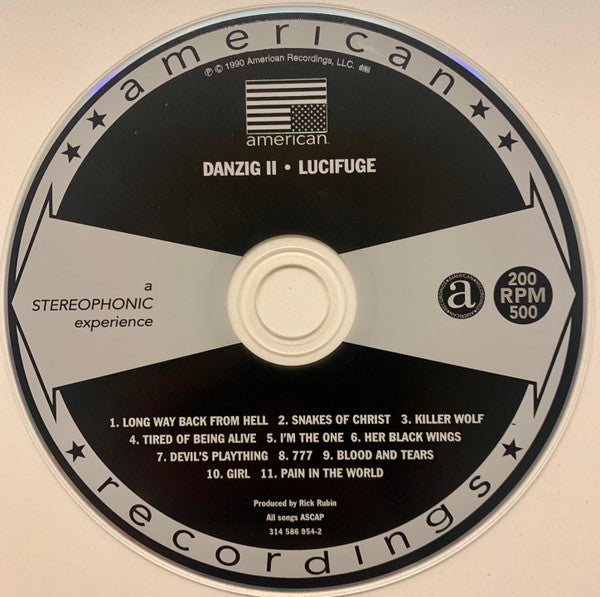 american
℗ © 1990 American Recordings, LLC.
american
DANZIG II • LUCIFUGE
a
STEREOPHONIC
experience
a
200
RPM
500
1. LONG WAY BACK FROM HELL 2. SNAKES OF CHRIST 3. KILLER WOLF
4. TIRED OF BEING ALIVE 5. I'M THE ONE 6. HER BLACK WINGS
7. DEVIL'S PLAYTHING 8. 777 9. BLOOD AND TEARS
10. GIRL 11. PAIN IN THE WORLD
Produced by Rick Rubin
All songs ASCAP
314 586 954-2
recordings